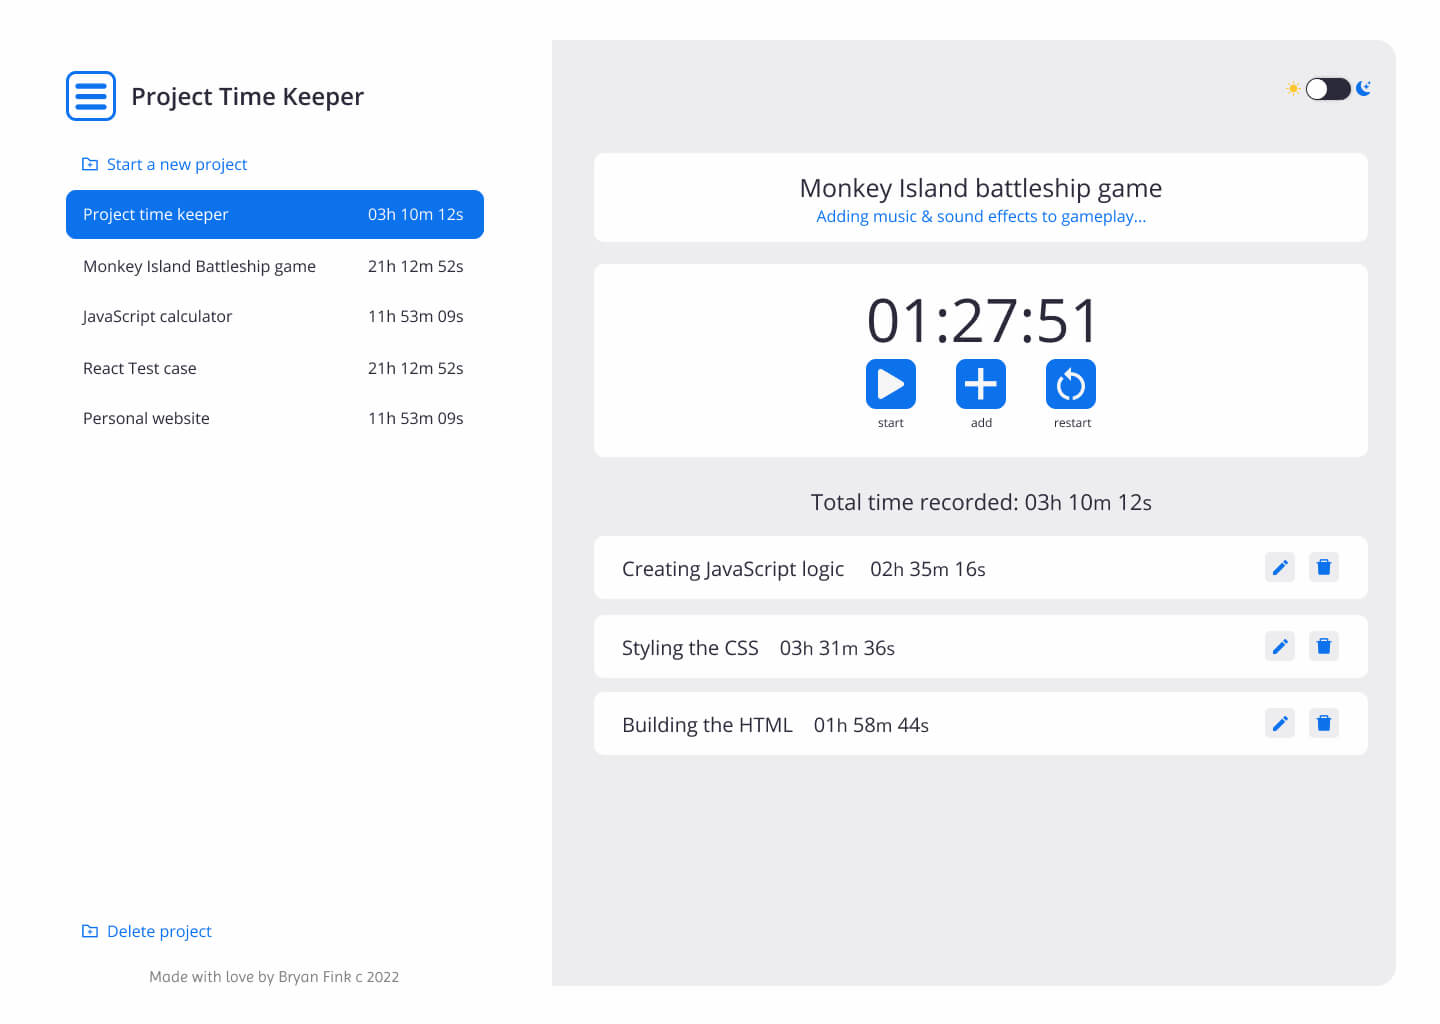 Project Time Keeper
Start a new project
Project time keeper 03h 10m 12s
Monkey Island Battleship game 21h 12m 52s
JavaScript calculator 11h 53m 09s
React Test case 21h 12m 52s
Personal website 11h 53m 09s
Delete project
Made with love by Bryan Fink c 2022
Monkey Island battleship game
Adding music & sound effects to gameplay...
01:27:51
start add restart
Total time recorded: 03h 10m 12s
Creating JavaScript logic 02h 35m 16s
Styling the CSS 03h 31m 36s
Building the HTML 01h 58m 44s